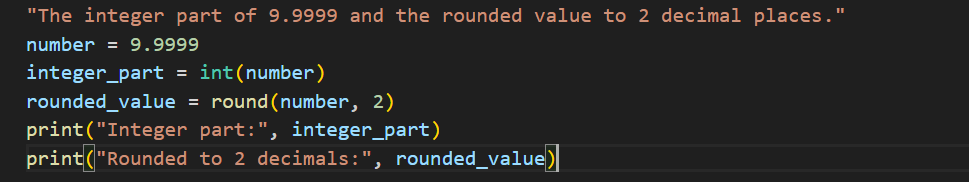 "The integer part of 9.9999 and the rounded value to 2 decimal places."
number = 9.9999
integer_part = int(number)
rounded_value = round(number, 2)
print("Integer part:", integer_part)
print("Rounded to 2 decimals:", rounded_value)